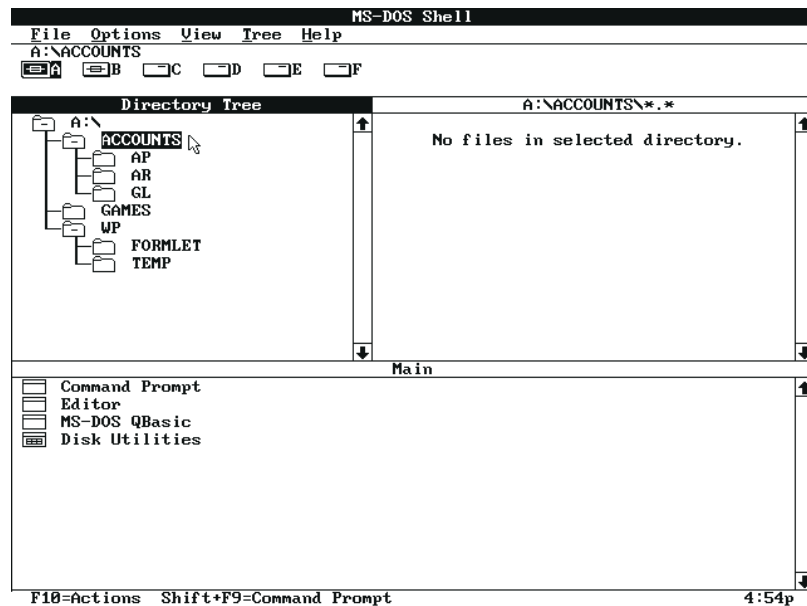 MS-DOS Shell
File Options View Tree Help
A:\ACCOUNTS
A B C D E F
Directory Tree
A:\ACCOUNTS\*.*
A:\
ACCOUNTS
AP
AR
GL
GAMES
WP
FORMLET
TEMP
No files in selected directory.
Main
Command Prompt
Editor
MS-DOS QBasic
Disk Utilities
F10=Actions Shift+F9=Command Prompt 4:54p